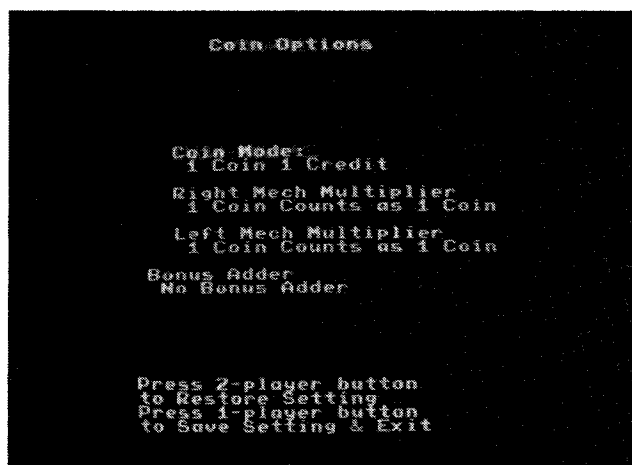 Coin Options
Coin Mode:
1 Coin 1 Credit
Right Mech Multiplier
1 Coin Counts as 1 Coin
Left Mech Multiplier
1 Coin Counts as 1 Coin
Bonus Adder
No Bonus Adder
Press 2-player button
to Restore Setting
Press 1-player button
to Save Setting & Exit